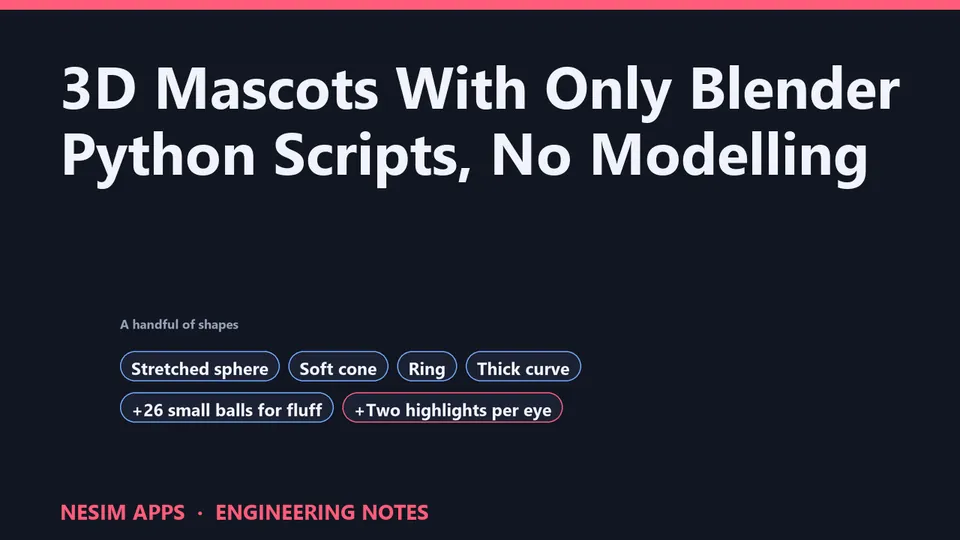 3D Mascots With Only Blender
Python Scripts, No Modelling
A handful of shapes
Stretched sphere Soft cone Ring Thick curve
+26 small balls for fluff +Two highlights per eye
NESIM APPS · ENGINEERING NOTES